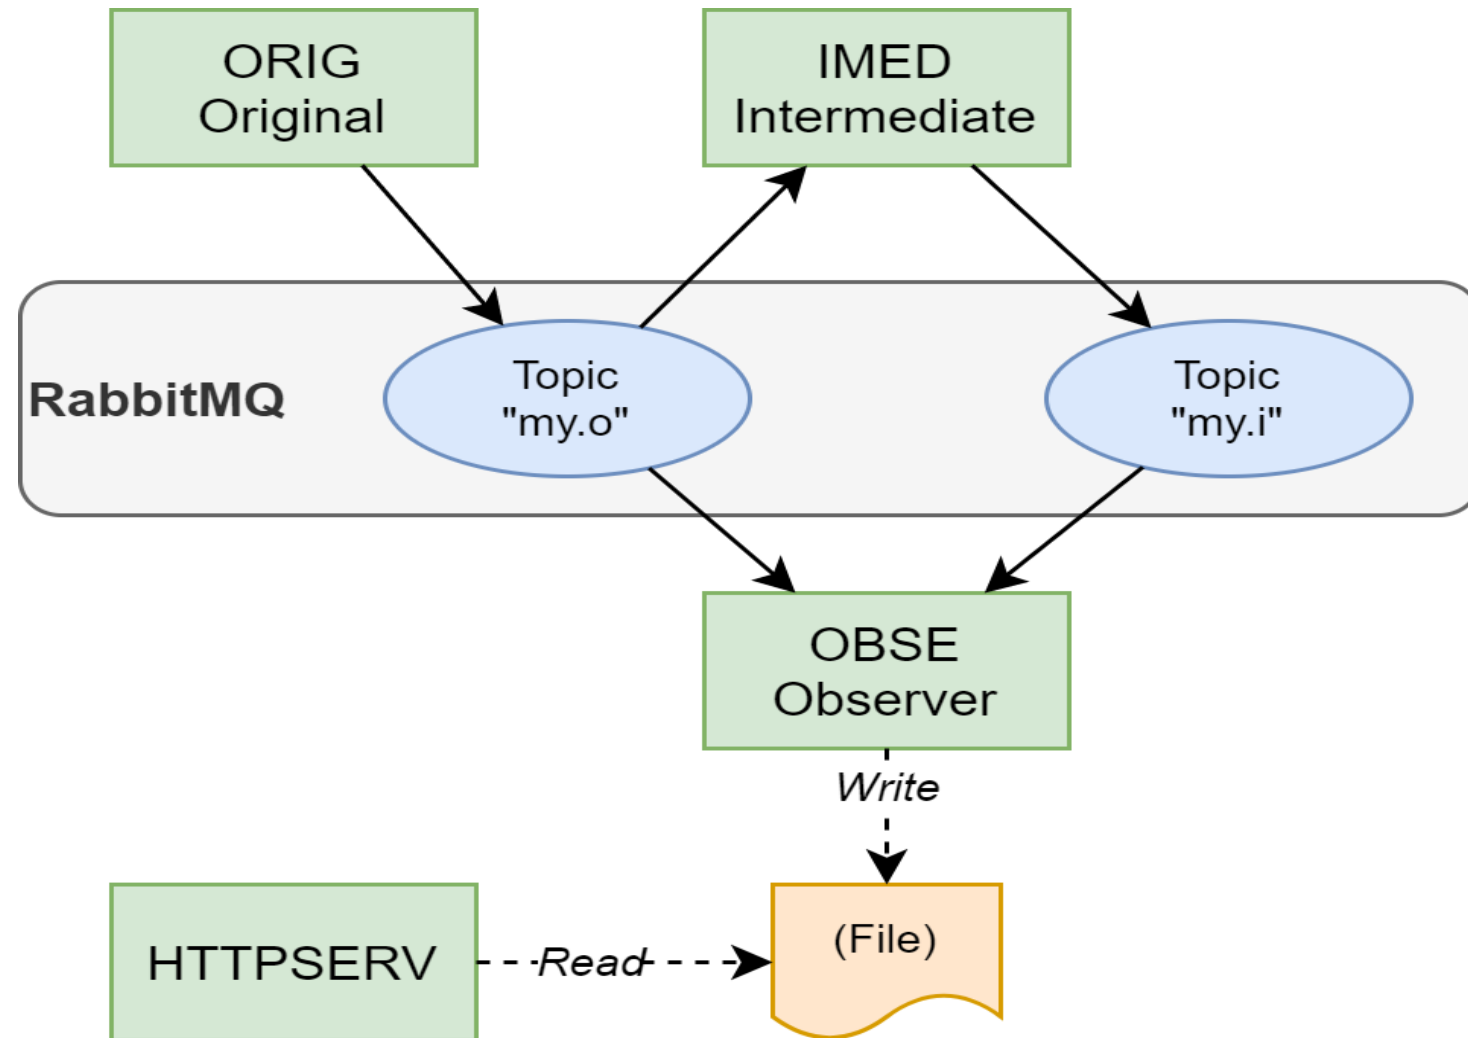 ORIG
Original
IMED
Intermediate
RabbitMQ
Topic
"my.o"
Topic
"my.i"
OBSE
Observer
Write
HTTPSERV
Read
(File)